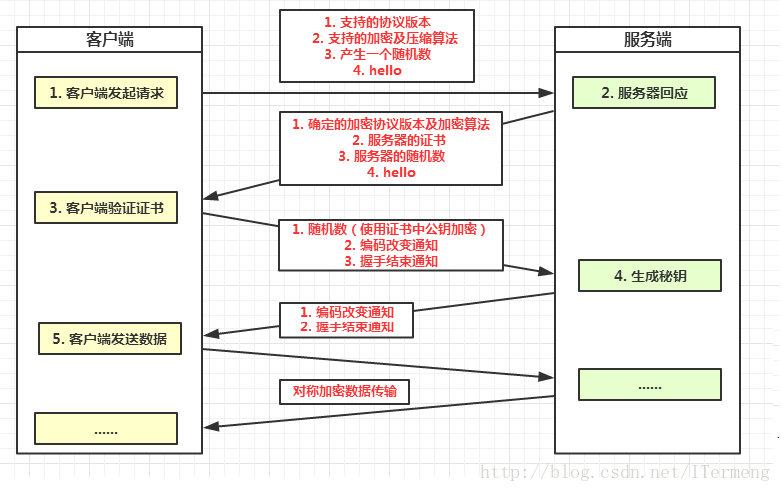 客户端
服务端
1. 支持的协议版本
2. 支持的加密及压缩算法
3. 产生一个随机数
4. hello
1. 客户端发起请求
2. 服务器回应
1. 确定的加密协议版本及加密算法
2. 服务器的证书
3. 服务器的随机数
4. hello
3. 客户端验证证书
1. 随机数（使用证书中公钥加密）
2. 编码改变通知
3. 握手结束通知
4. 生成秘钥
1. 编码改变通知
2. 握手结束通知
5. 客户端发送数据
......
对称加密数据传输
......
http://blog.csdn.net/ITermeng